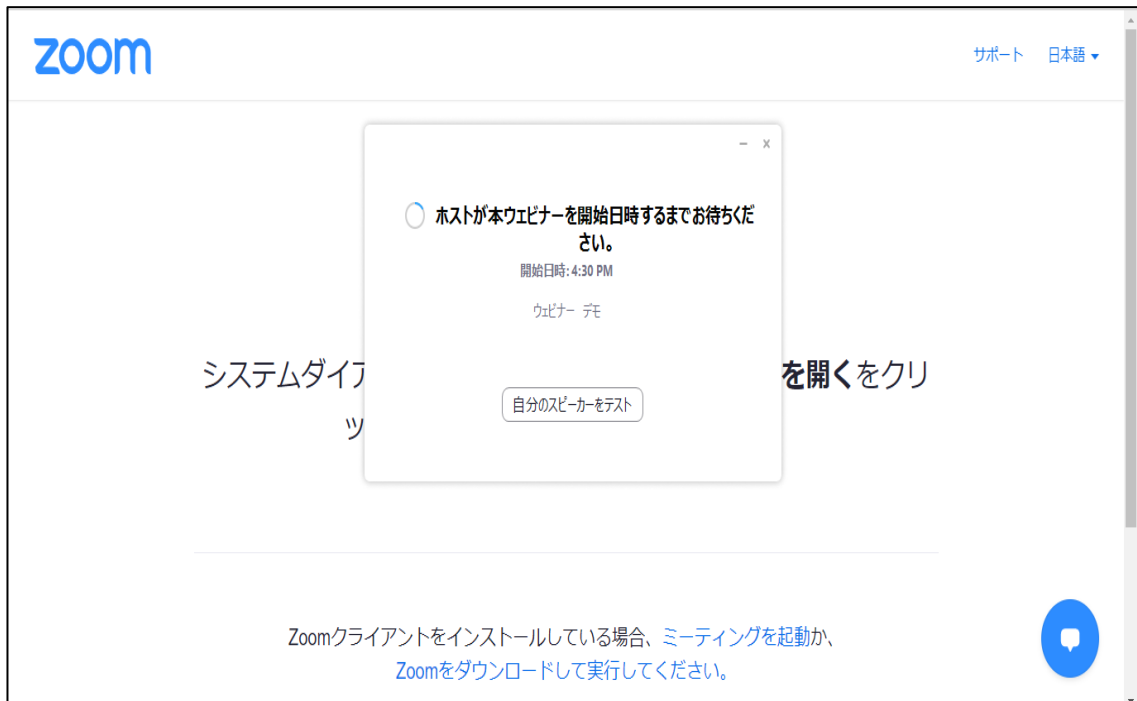 zoom
サポート 日本語
– x
ホストが本ウェビナーを開始日時するまでお待ちくだ
さい。
開始日時: 4:30 PM
ウェビナー デモ
システムダイア
を開くをクリ
ッ
自分のスピーカーをテスト
Zoomクライアントをインストールしている場合、ミーティングを起動か、
Zoomをダウンロードして実行してください。